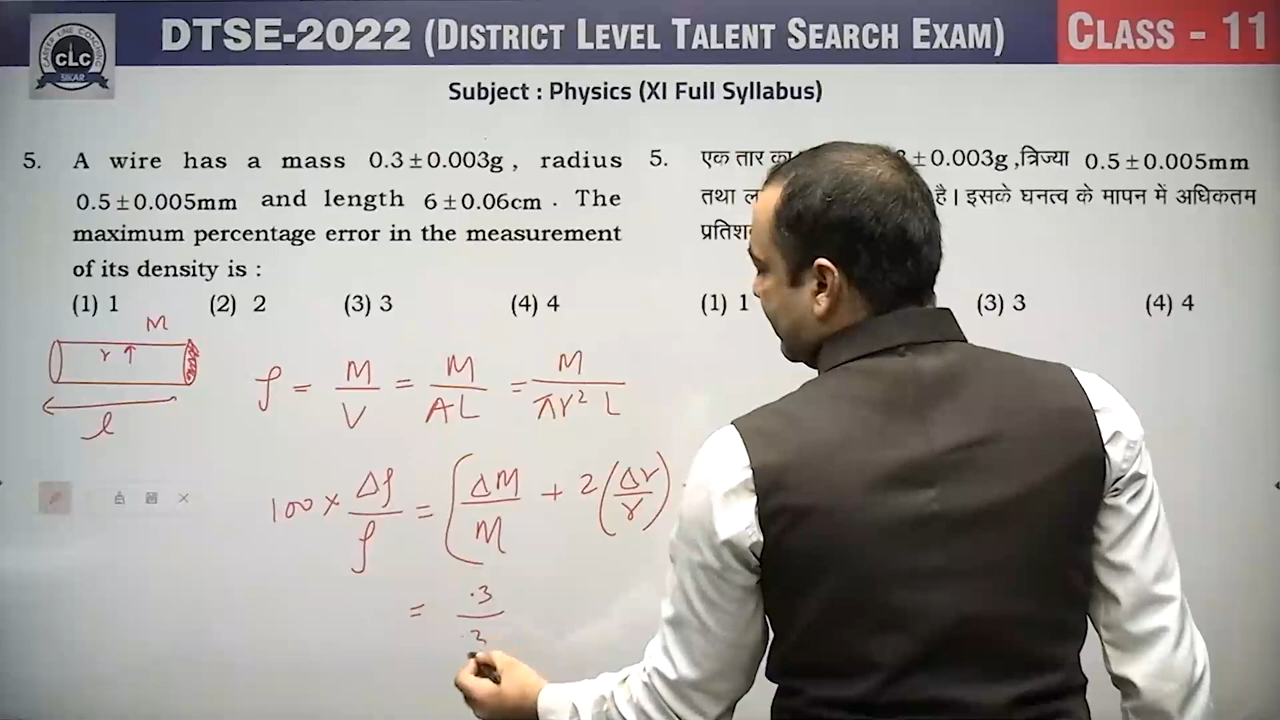 CAREER LINE COACHING
CLC
SIKAR
DTSE-2022 (DISTRICT LEVEL TALENT SEARCH EXAM)
CLASS - 11
Subject : Physics (XI Full Syllabus)
5. A wire has a mass 0.3±0.003g, radius
0.5±0.005mm and length 6±0.06cm. The
maximum percentage error in the measurement
of its density is :
(1) 1 (2) 2 (3) 3 (4) 4
5. एक तार का ±0.003g ,त्रिज्या 0.5±0.005mm
तथा है। इसके घनत्व के मापन में अधिकतम
(1) 1 (3) 3 (4) 4
M
r ↑
l
ρ = M/V = M/AL = M/πr² L
100 × Δρ/ρ = (ΔM/M + 2(Δr/r)
= .3/.3